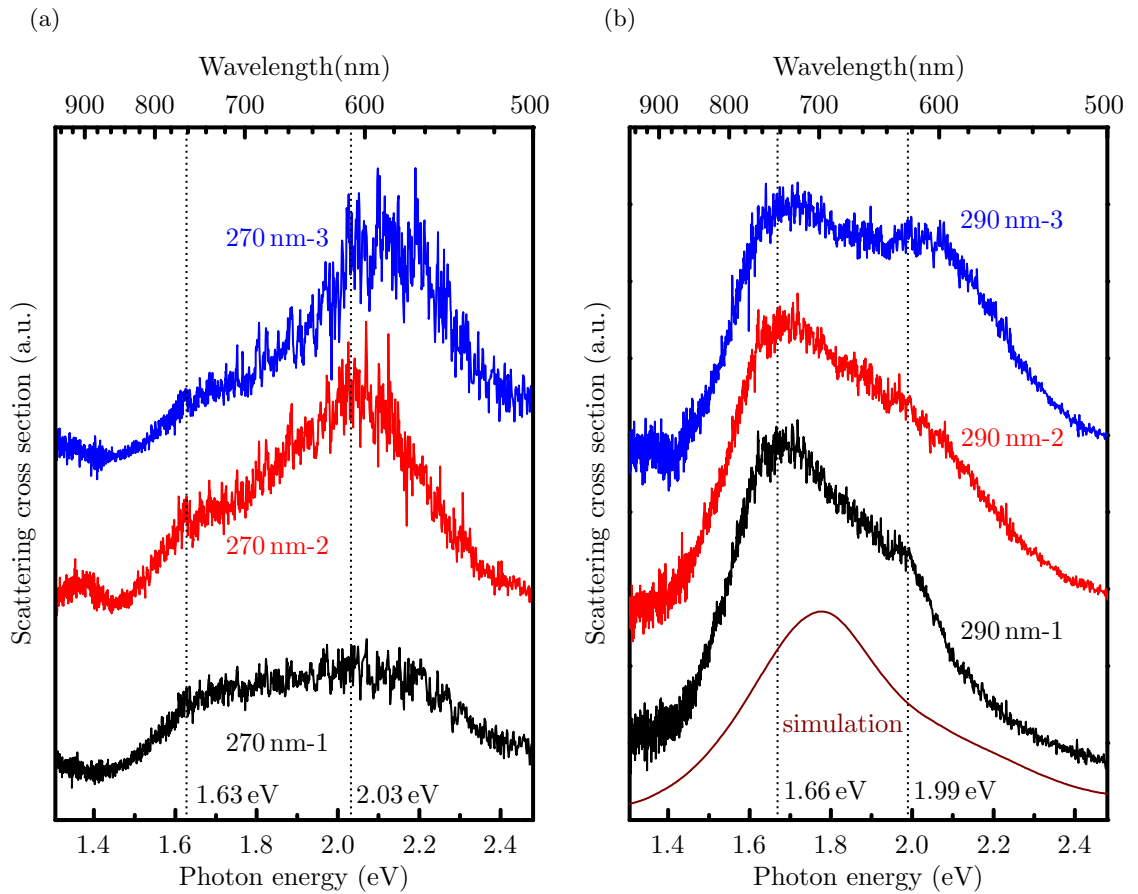 (a)
Wavelength(nm)
900 800 700 600 500
Scattering cross section (a.u.)
270 nm-3
270 nm-2
270 nm-1
1.63 eV
2.03 eV
1.4 1.6 1.8 2.0 2.2 2.4
Photon energy (eV)
(b)
Wavelength(nm)
900 800 700 600 500
Scattering cross section (a.u.)
290 nm-3
290 nm-2
290 nm-1
simulation
1.66 eV
1.99 eV
1.4 1.6 1.8 2.0 2.2 2.4
Photon energy (eV)